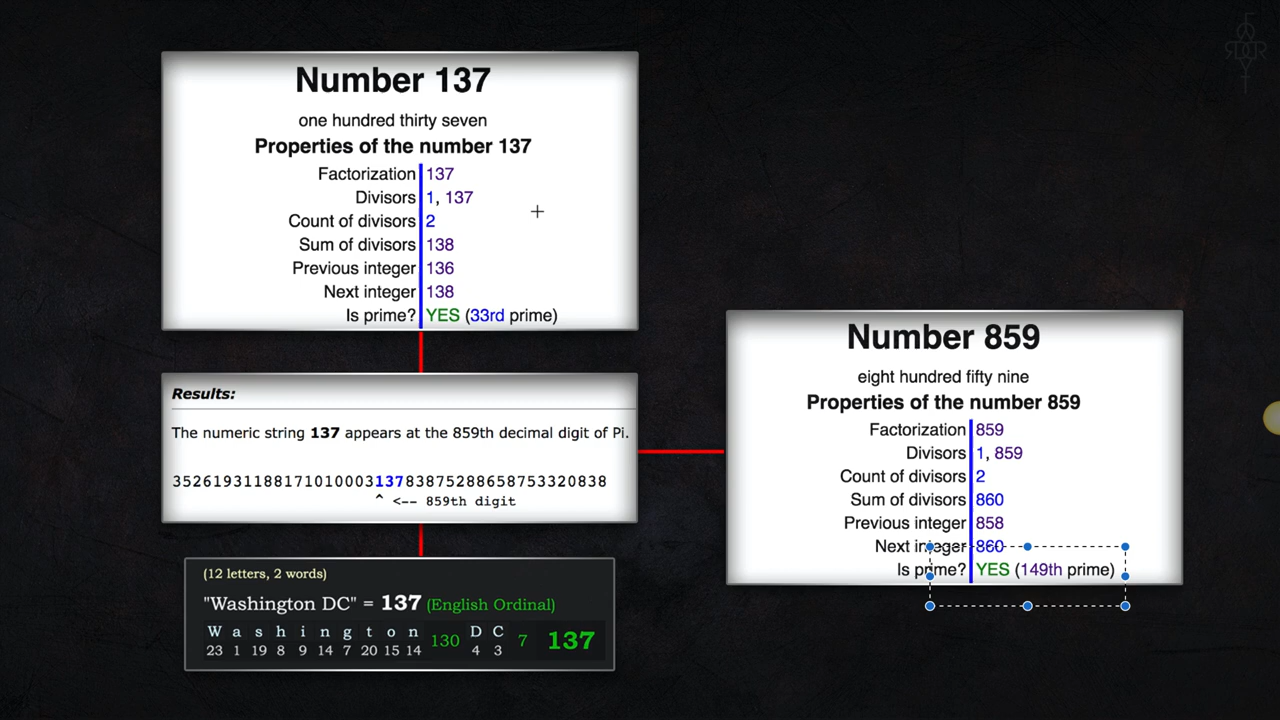 Number 137
one hundred thirty seven
Properties of the number 137
Factorization 137
Divisors 1, 137
Count of divisors 2
Sum of divisors 138
Previous integer 136
Next integer 138
Is prime? YES (33rd prime)
Results:
The numeric string 137 appears at the 859th decimal digit of Pi.
35261931188171010003137838752886587533208 38
^ <-- 859th digit
(12 letters, 2 words)
"Washington DC" = 137 (English Ordinal)
W a s h i n g t o n 130 D C 7 137
23 1 19 8 9 14 7 20 15 14 4 3
Number 859
eight hundred fifty nine
Properties of the number 859
Factorization 859
Divisors 1, 859
Count of divisors 2
Sum of divisors 860
Previous integer 858
Next integer 860
Is prime? YES (149th prime)